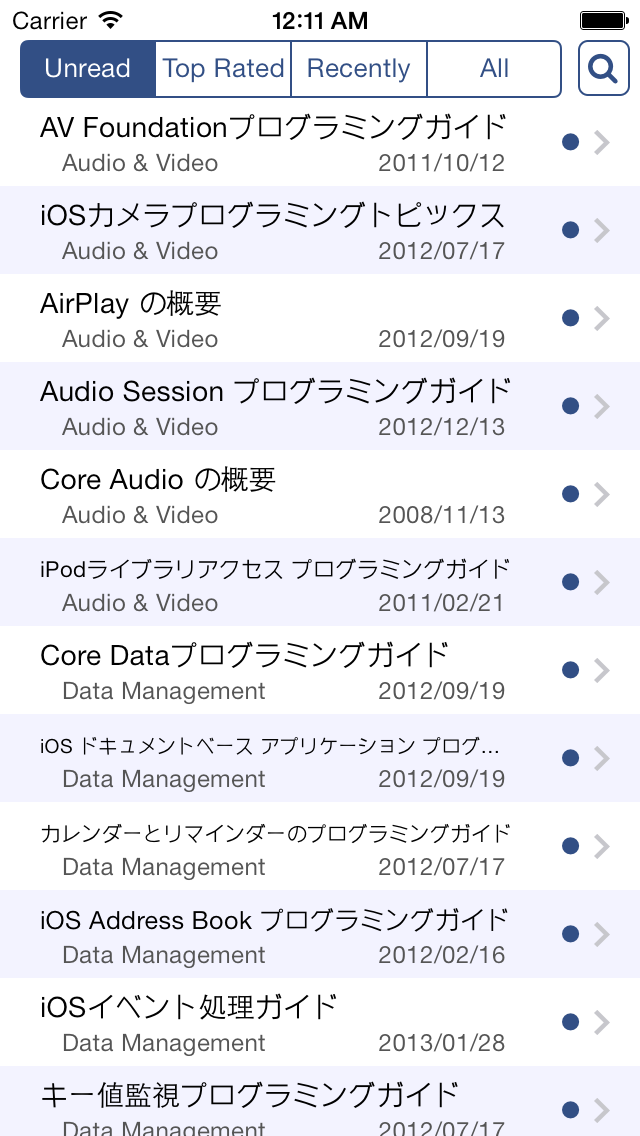 Carrier 12:11 AM
Unread Top Rated Recently All
AV Foundationプログラミングガイド
Audio & Video 2011/10/12
iOSカメラプログラミングトピックス
Audio & Video 2012/07/17
AirPlay の概要
Audio & Video 2012/09/19
Audio Session プログラミングガイド
Audio & Video 2012/12/13
Core Audio の概要
Audio & Video 2008/11/13
iPodライブラリアクセス プログラミングガイド
Audio & Video 2011/02/21
Core Dataプログラミングガイド
Data Management 2012/09/19
iOS ドキュメントベース アプリケーション プログ...
Data Management 2012/09/19
カレンダーとリマインダーのプログラミングガイド
Data Management 2012/07/17
iOS Address Book プログラミングガイド
Data Management 2012/02/16
iOSイベント処理ガイド
Data Management 2013/01/28
キー値監視プログラミングガイド
Data Management 2012/07/17